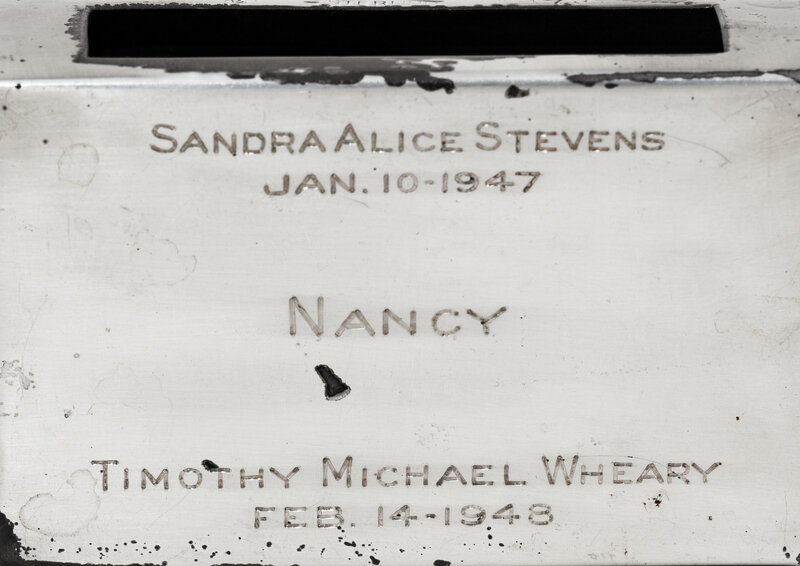 Sandra Alice Stevens
Jan. 10-1947
Nancy
Timothy Michael Wheary
Feb. 14-1948